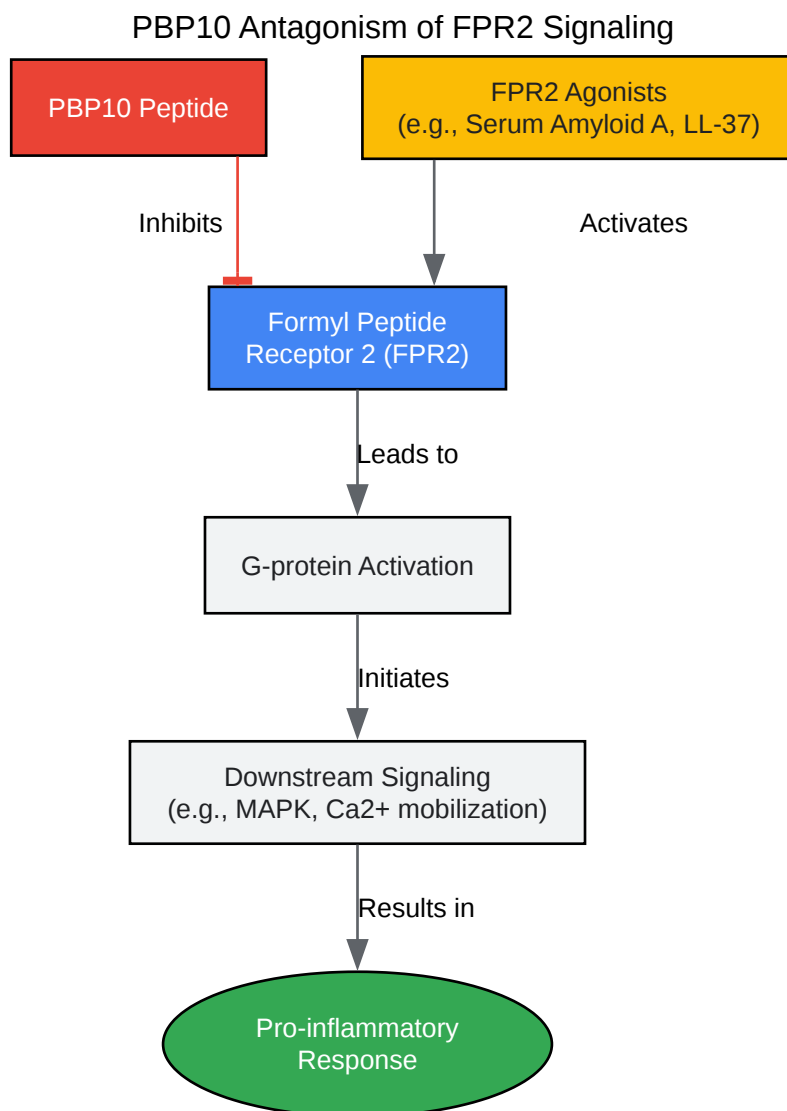 PBP10 Antagonism of FPR2 Signaling
PBP10 Peptide
FPR2 Agonists
(e.g., Serum Amyloid A, LL-37)
Inhibits
Activates
Formyl Peptide
Receptor 2 (FPR2)
Leads to
G-protein Activation
Initiates
Downstream Signaling
(e.g., MAPK, Ca2+ mobilization)
Results in
Pro-inflammatory
Response